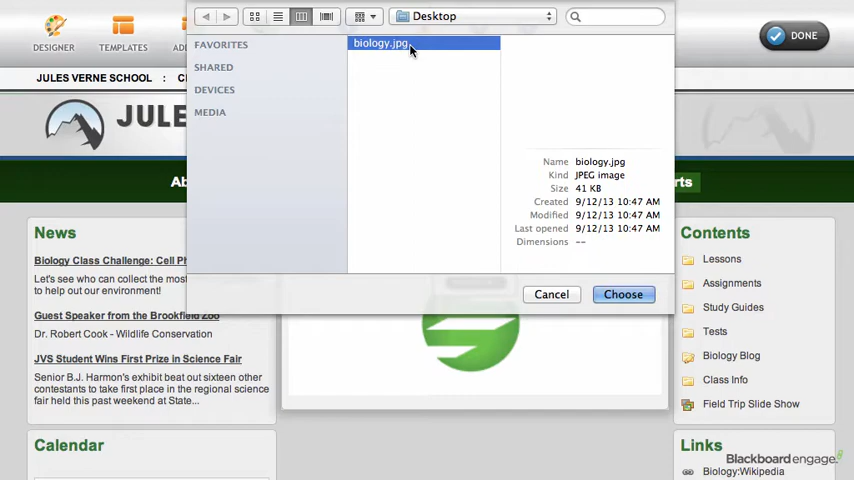 Desktop
DESIGNER
TEMPLATES
DONE
FAVORITES
SHARED
DEVICES
MEDIA
biology.jpg
Name biology.jpg
Kind JPEG image
Size 41 KB
Created 9/12/13 10:47 AM
Modified 9/12/13 10:47 AM
Last opened 9/12/13 10:47 AM
Dimensions --
Cancel
Choose
JULES VERNE SCHOOL :
JULE
News
Biology Class Challenge: Cell
Let's see who can collect the most
to help out our environment!
Guest Speaker from the Brookfield Zoo
Dr. Robert Cook - Wildlife Conservation
JVS Student Wins First Prize in Science Fair
Senior B.J. Harmon's exhibit beat out sixteen other
contestants to take first place in the regional science
fair held this past weekend at State...
Calendar
Contents
Lessons
Assignments
Study Guides
Tests
Biology Blog
Class Info
Field Trip Slide Show
Links
Biology:Wikipedia
Blackboard engage